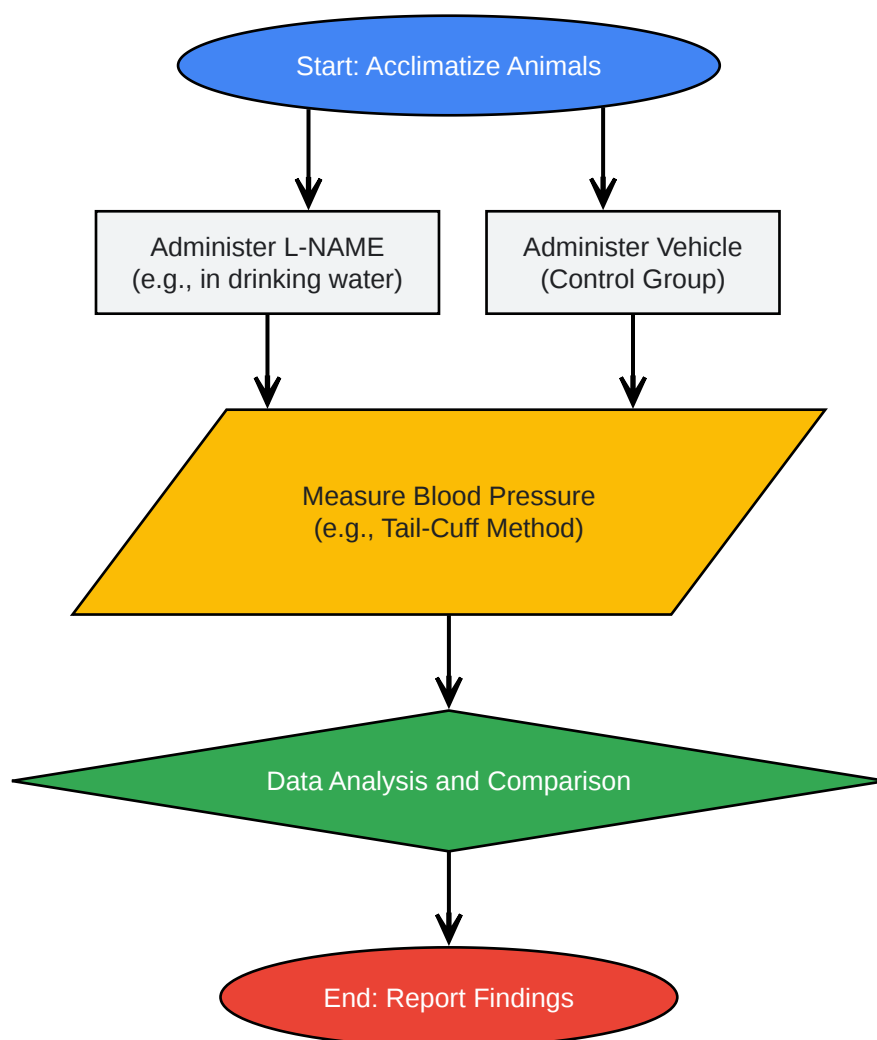 Start: Acclimatize Animals
Administer L-NAME
(e.g., in drinking water)
Administer Vehicle
(Control Group)
Measure Blood Pressure
(e.g., Tail-Cuff Method)
Data Analysis and Comparison
End: Report Findings